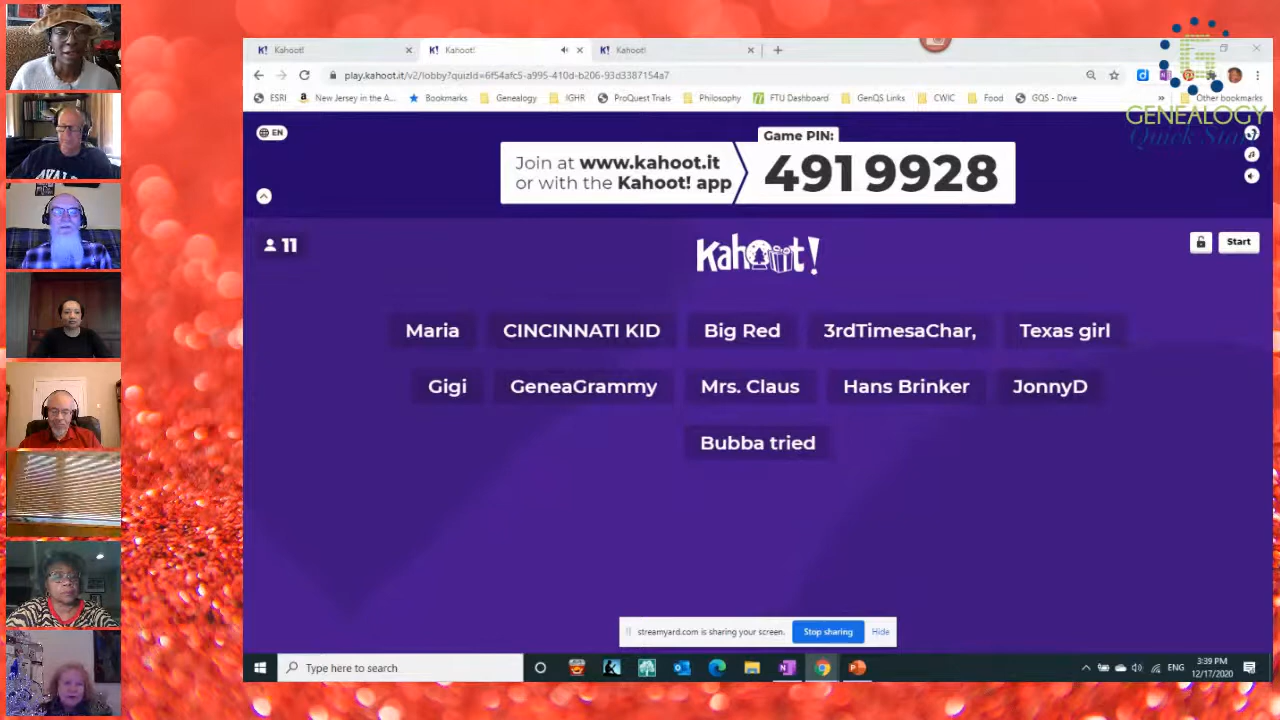 Kahoot!
Kahoot!
Kahoot!
play.kahoot.it/v2/lobby?quizId=6f54afc5-a995-410d-b206-93d3387154a7
ESRI
New Jersey in the A...
Bookmarks
Genealogy
IGHR
ProQuest Trials
Philosophy
FTU Dashboard
GenQS Links
CWIC
Food
GQS - Drive
»
Other bookmarks
GENEALOGY
Quick Start
EN
Game PIN:
Join at www.kahoot.it
or with the Kahoot! app
491 9928
11
Kahoot!
Start
Maria
CINCINNATI KID
Big Red
3rdTimesaChar,
Texas girl
Gigi
GeneaGrammy
Mrs. Claus
Hans Brinker
JonnyD
Bubba tried
streamyard.com is sharing your screen.
Stop sharing
Hide
Type here to search
ENG
3:39 PM
12/17/2020